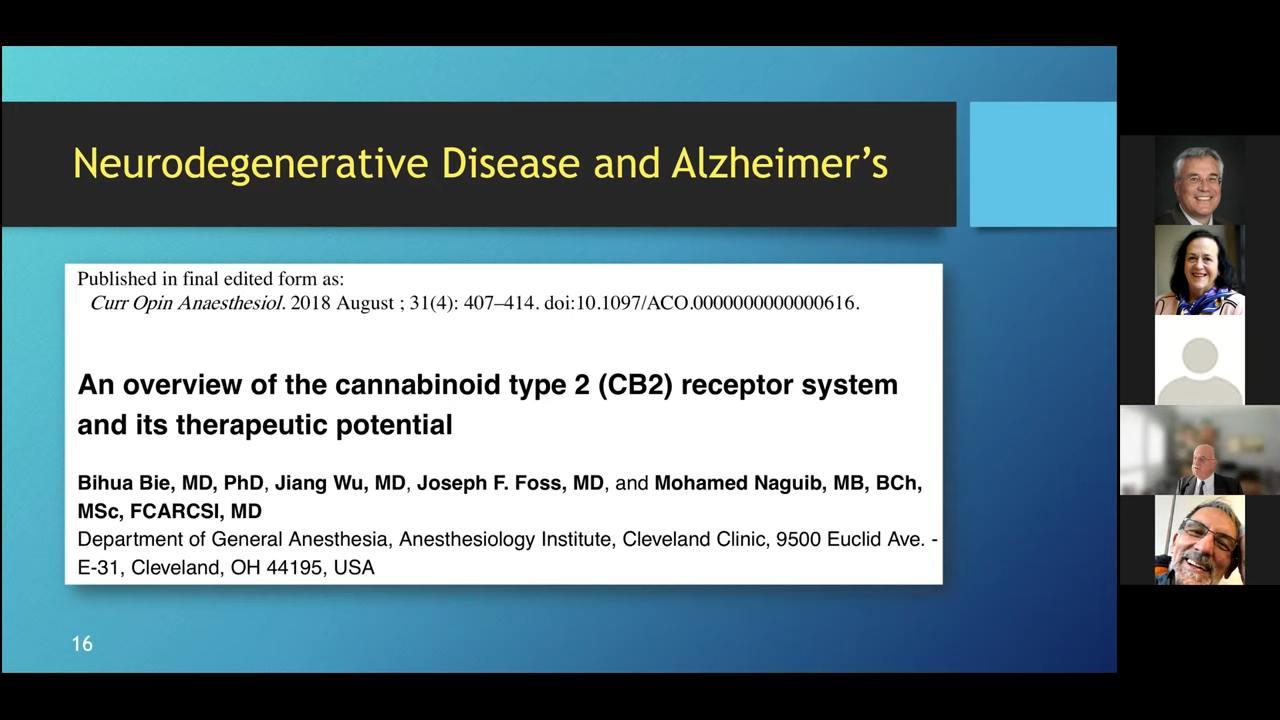 Neurodegenerative Disease and Alzheimer’s
Published in final edited form as:
Curr Opin Anaesthesiol. 2018 August ; 31(4): 407–414. doi:10.1097/ACO.0000000000000616.
An overview of the cannabinoid type 2 (CB2) receptor system
and its therapeutic potential
Bihua Bie, MD, PhD, Jiang Wu, MD, Joseph F. Foss, MD, and Mohamed Naguib, MB, BCh,
MSc, FCARCSI, MD
Department of General Anesthesia, Anesthesiology Institute, Cleveland Clinic, 9500 Euclid Ave. -
E-31, Cleveland, OH 44195, USA
16